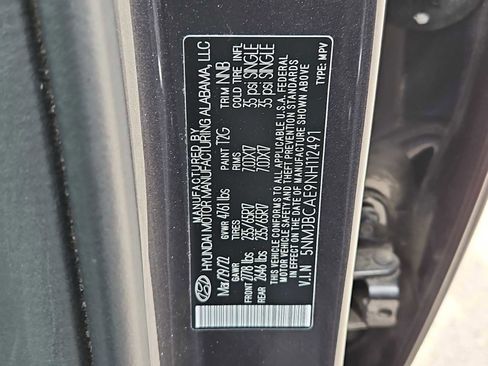 MANUFACTURED BY
HYUNDAI MOTOR MANUFACTURING ALABAMA, LLC
Mar/29/22 GVWR 4761 lbs PAINT T2G TRIM NNB
GAWR TIRES RIMS COLD TIRE INFL
FRONT 2778 lbs 235/65R17 7.0JX17 35 psi SINGLE
REAR 2646 lbs 235/65R17 7.0JX17 35 psi SINGLE
THIS VEHICLE CONFORMS TO ALL APPLICABLE U.S.A. FEDERAL
MOTOR VEHICLE SAFETY AND THEFT PREVENTION STANDARDS
IN EFFECT ON THE DATE OF MANUFACTURE SHOWN ABOVE.
V.I.N 5NMJBCAE9NH112491 TYPE: MPV